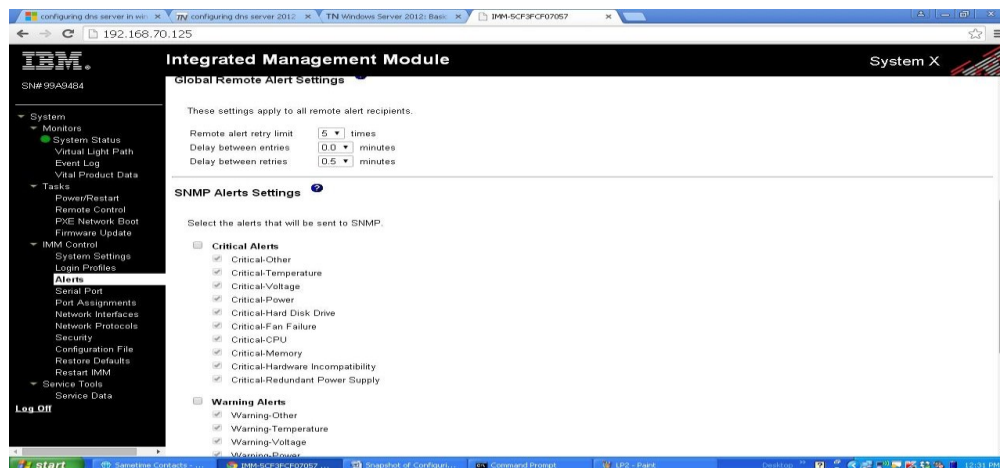 configuring dns server in win
configuring dns server 2012
TN Windows Server 2012: Basic
IMM-5CF3FCF07057
192.168.70.125
IBM.
Integrated Management Module
System X
SN# 99A9484
System
Monitors
System Status
Virtual Light Path
Event Log
Vital Product Data
Tasks
Power/Restart
Remote Control
PXE Network Boot
Firmware Update
IMM Control
System Settings
Login Profiles
Alerts
Serial Port
Port Assignments
Network Interfaces
Network Protocols
Security
Configuration File
Restore Defaults
Restart IMM
Service Tools
Service Data
Log Off
Global Remote Alert Settings
These settings apply to all remote alert recipients.
Remote alert retry limit 5 times
Delay between entries 0.0 minutes
Delay between retries 0.5 minutes
SNMP Alerts Settings ?
Select the alerts that will be sent to SNMP.
Critical Alerts
Critical-Other
Critical-Temperature
Critical-Voltage
Critical-Power
Critical-Hard Disk Drive
Critical-Fan Failure
Critical-CPU
Critical-Memory
Critical-Hardware Incompatibility
Critical-Redundant Power Supply
Warning Alerts
Warning-Other
Warning-Temperature
Warning-Voltage
Warning-Power
start
Sametime Contacts - ...
IMM-5CF3FCF07057 ...
Snapshot of Configuri...
Command Prompt
LP2 - Paint
Desktop
12:31 PM